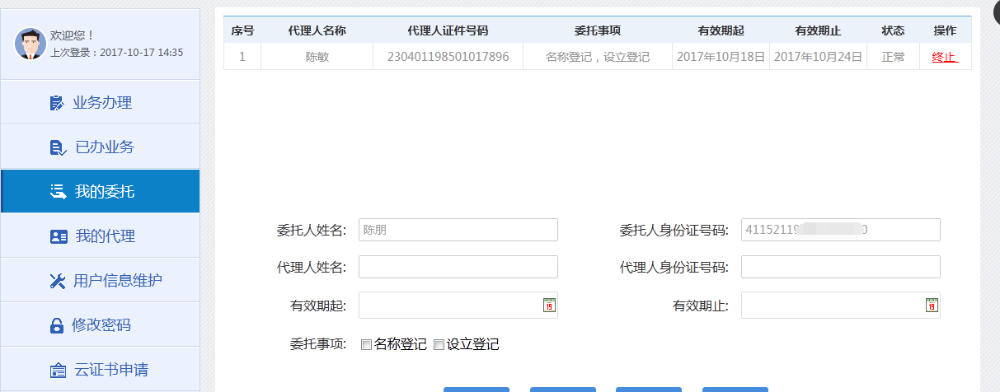 欢迎您！
上次登录：2017-10-17 14:35
业务办理
已办业务
我的委托
我的代理
用户信息维护
修改密码
云证书申请
序号 代理人名称 代理人证件号码 委托事项 有效期起 有效期止 状态 操作
1 陈敏 230401198501017896 名称登记，设立登记 2017年10月18日 2017年10月24日 正常 终止
委托人姓名: 陈朋 委托人身份证号码: 41152119 0
代理人姓名: 代理人身份证号码:
有效期起: 19 有效期止: 19
委托事项: 名称登记 设立登记